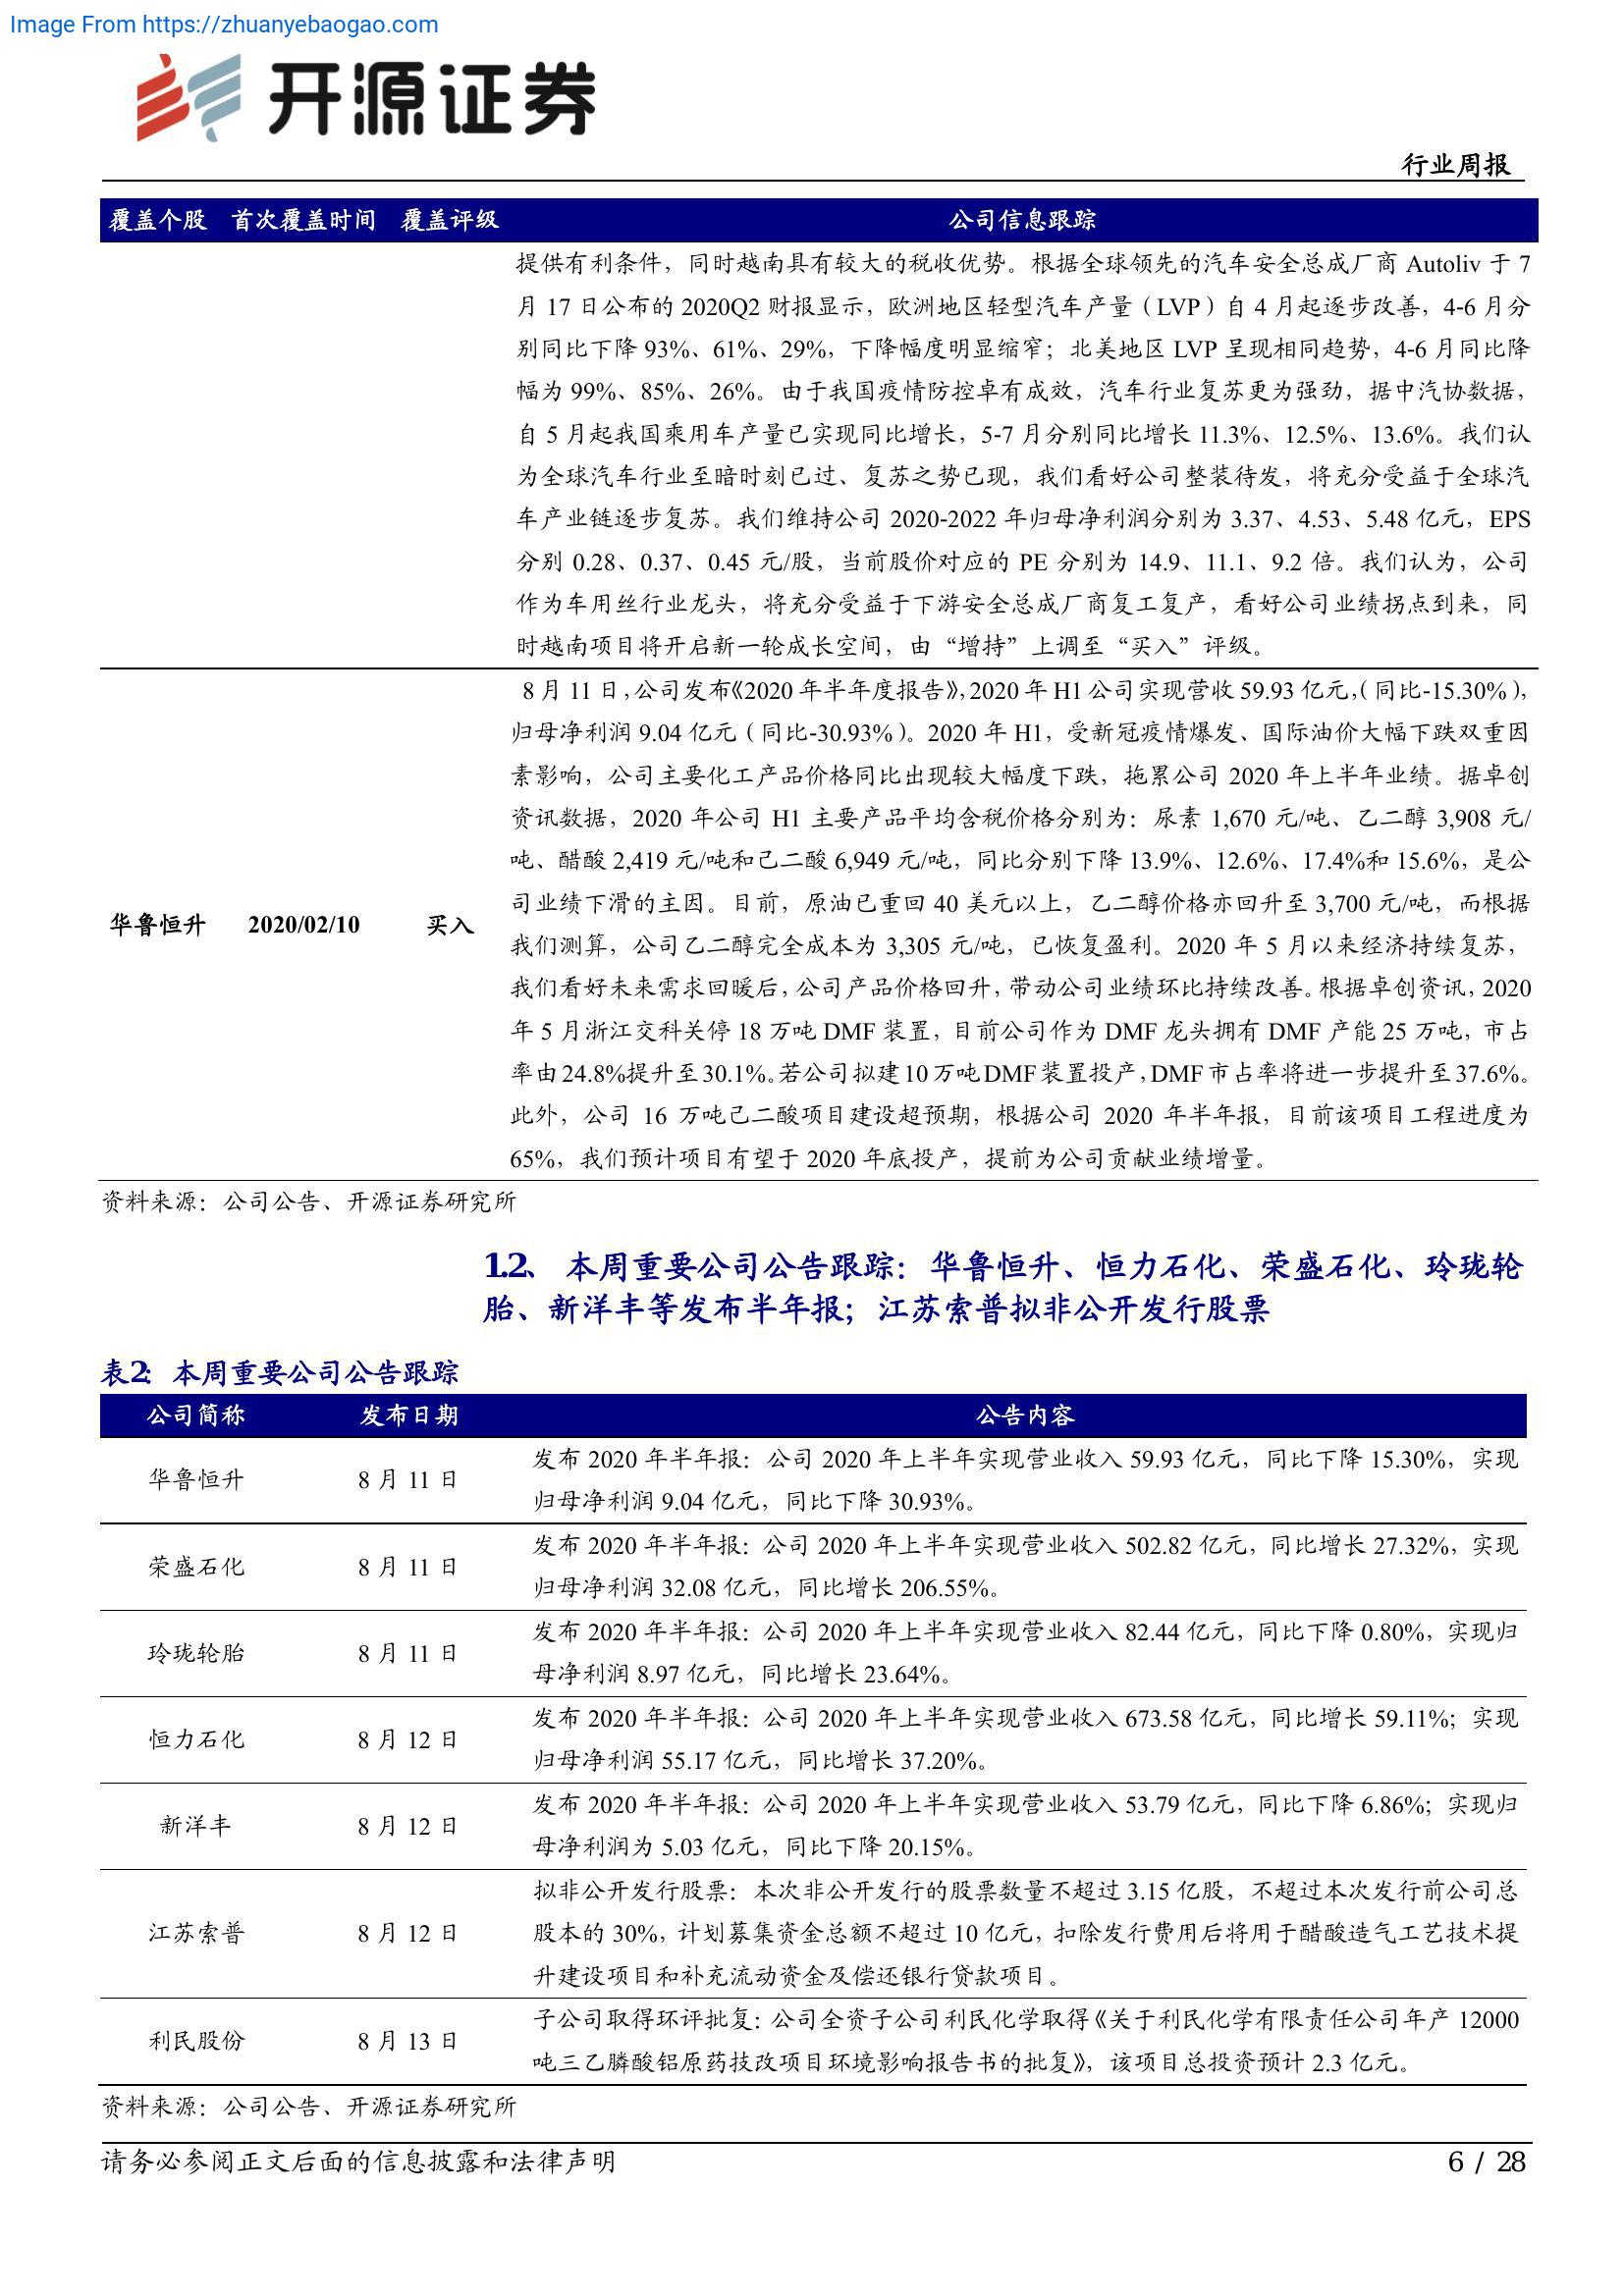 Image From https://zhuanyebaogao.com
开源证券
行业周报
覆盖个股 首次覆盖时间 覆盖评级 公司信息跟踪
提供有利条件，同时越南具有较大的税收优势。根据全球领先的汽车安全总成厂商 Autoliv 于 7
月 17 日公布的 2020Q2 财报显示，欧洲地区轻型汽车产量（LVP）自 4 月起逐步改善，4-6 月分
别同比下降 93%、61%、29%，下降幅度明显缩窄；北美地区 LVP 呈现相同趋势，4-6 月同比降
幅为 99%、85%、26%。由于我国疫情防控卓有成效，汽车行业复苏更为强劲，据中汽协数据，
自 5 月起我国乘用车产量已实现同比增长，5-7 月分别同比增长 11.3%、12.5%、13.6%。我们认
为全球汽车行业至暗时刻已过、复苏之势已现，我们看好公司整装待发，将充分受益于全球汽
车产业链逐步复苏。我们维持公司 2020-2022 年归母净利润分别为 3.37、4.53、5.48 亿元，EPS
分别 0.28、0.37、0.45 元/股，当前股价对应的 PE 分别为 14.9、11.1、9.2 倍。我们认为，公司
作为车用丝行业龙头，将充分受益于下游安全总成厂商复工复产，看好公司业绩拐点到来，同
时越南项目将开启新一轮成长空间，由“增持”上调至“买入”评级。
华鲁恒升 2020/02/10 买入
8 月 11 日，公司发布《2020 年半年度报告》，2020 年 H1 公司实现营收 59.93 亿元，（同比-15.30%），
归母净利润 9.04 亿元（同比-30.93%）。2020 年 H1，受新冠疫情爆发、国际油价大幅下跌双重因
素影响，公司主要化工产品价格同比出现较大幅度下跌，拖累公司 2020 年上半年业绩。据卓创
资讯数据，2020 年公司 H1 主要产品平均含税价格分别为：尿素 1,670 元/吨、乙二醇 3,908 元/
吨、醋酸 2,419 元/吨和己二酸 6,949 元/吨，同比分别下降 13.9%、12.6%、17.4%和 15.6%，是公
司业绩下滑的主因。目前，原油已重回 40 美元以上，乙二醇价格亦回升至 3,700 元/吨，而根据
我们测算，公司乙二醇完全成本为 3,305 元/吨，已恢复盈利。2020 年 5 月以来经济持续复苏，
我们看好未来需求回暖后，公司产品价格回升，带动公司业绩环比持续改善。根据卓创资讯，2020
年 5 月浙江交科关停 18 万吨 DMF 装置，目前公司作为 DMF 龙头拥有 DMF 产能 25 万吨，市占
率由 24.8%提升至 30.1%。若公司拟建 10 万吨 DMF 装置投产，DMF 市占率将进一步提升至 37.6%。
此外，公司 16 万吨己二酸项目建设超预期，根据公司 2020 年半年报，目前该项目工程进度为
65%，我们预计项目有望于 2020 年底投产，提前为公司贡献业绩增量。
资料来源：公司公告、开源证券研究所
1.2、 本周重要公司公告跟踪：华鲁恒升、恒力石化、荣盛石化、玲珑轮
胎、新洋丰等发布半年报；江苏索普拟非公开发行股票
表2：本周重要公司公告跟踪
公司简称 发布日期 公告内容
华鲁恒升 8 月 11 日
发布 2020 年半年报：公司 2020 年上半年实现营业收入 59.93 亿元，同比下降 15.30%，实现
归母净利润 9.04 亿元，同比下降 30.93%。
荣盛石化 8 月 11 日
发布 2020 年半年报：公司 2020 年上半年实现营业收入 502.82 亿元，同比增长 27.32%，实现
归母净利润 32.08 亿元，同比增长 206.55%。
玲珑轮胎 8 月 11 日
发布 2020 年半年报：公司 2020 年上半年实现营业收入 82.44 亿元，同比下降 0.80%，实现归
母净利润 8.97 亿元，同比增长 23.64%。
恒力石化 8 月 12 日
发布 2020 年半年报：公司 2020 年上半年实现营业收入 673.58 亿元，同比增长 59.11%；实现
归母净利润 55.17 亿元，同比增长 37.20%。
新洋丰 8 月 12 日
发布 2020 年半年报：公司 2020 年上半年实现营业收入 53.79 亿元，同比下降 6.86%；实现归
母净利润为 5.03 亿元，同比下降 20.15%。
江苏索普 8 月 12 日
拟非公开发行股票：本次非公开发行的股票数量不超过 3.15 亿股，不超过本次发行前公司总
股本的 30%，计划募集资金总额不超过 10 亿元，扣除发行费用后将用于醋酸造气工艺技术提
升建设项目和补充流动资金及偿还银行贷款项目。
利民股份 8 月 13 日
子公司取得环评批复：公司全资子公司利民化学取得《关于利民化学有限责任公司年产 12000
吨三乙膦酸铝原药技改项目环境影响报告书的批复》，该项目总投资预计 2.3 亿元。
资料来源：公司公告、开源证券研究所
请务必参阅正文后面的信息披露和法律声明 6 / 28